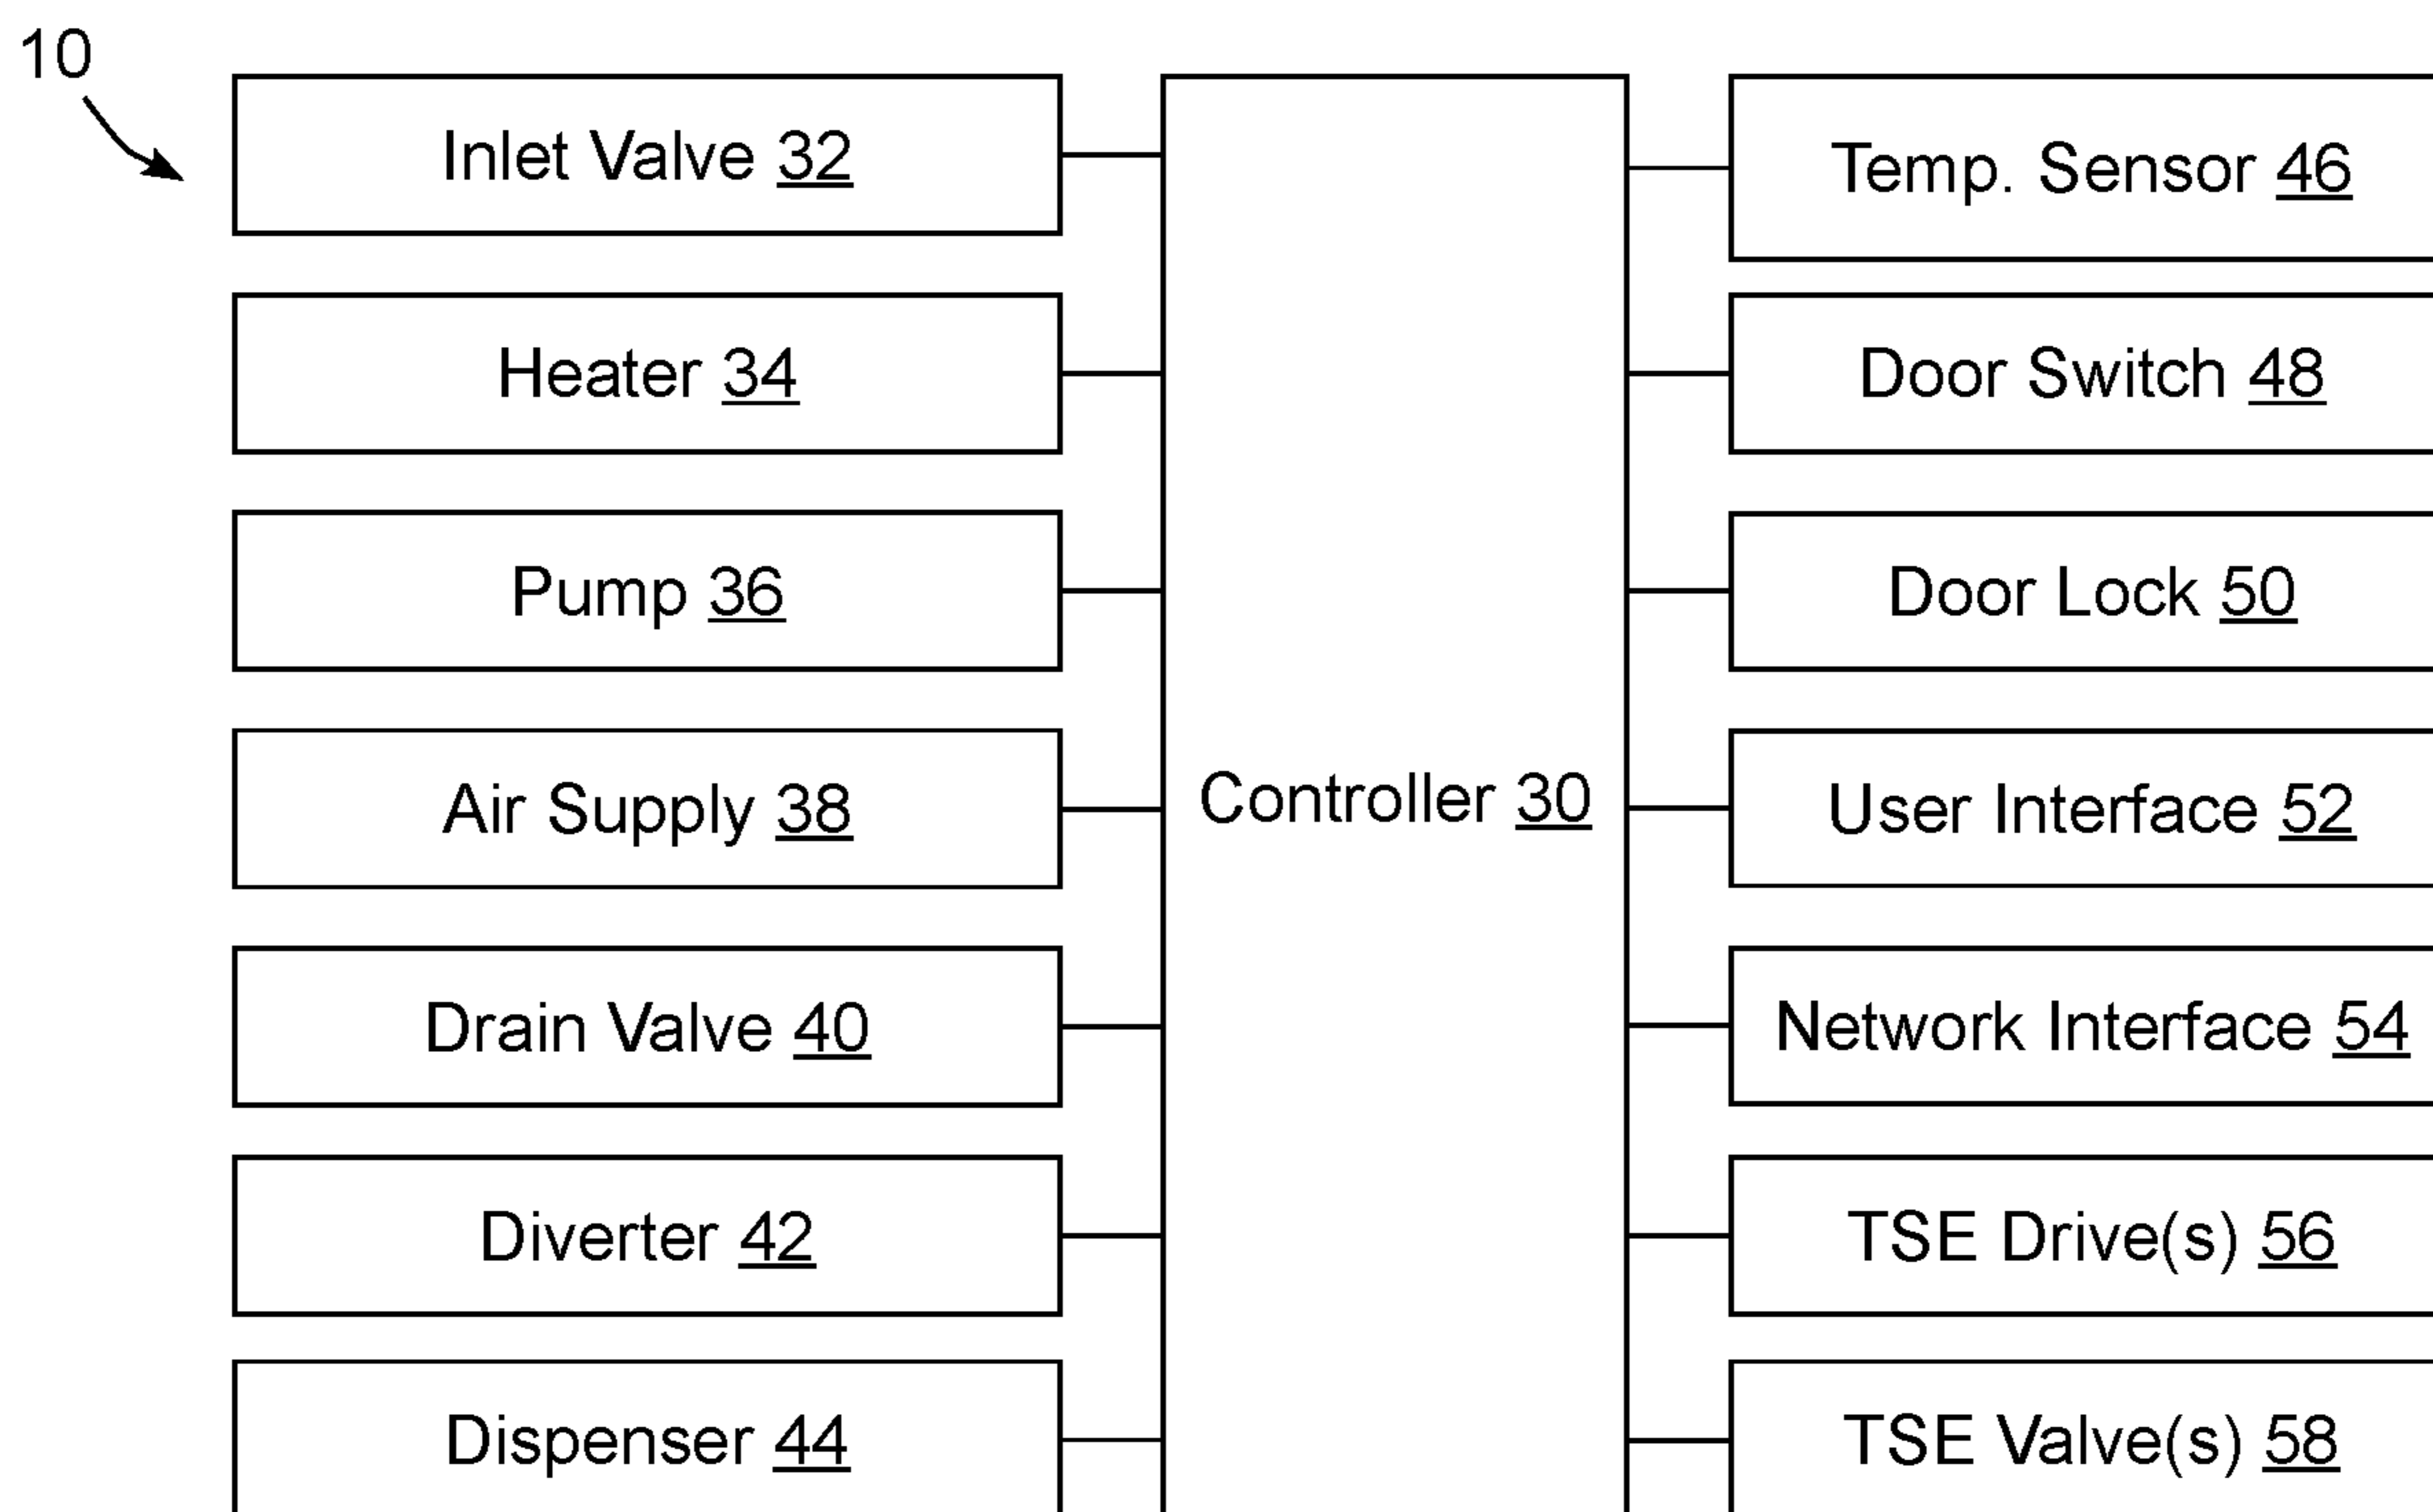 10
Inlet Valve 32
Heater 34
Pump 36
Air Supply 38
Drain Valve 40
Diverter 42
Dispenser 44
Controller 30
Temp. Sensor 46
Door Switch 48
Door Lock 50
User Interface 52
Network Interface 54
TSE Drive(s) 56
TSE Valve(s) 58